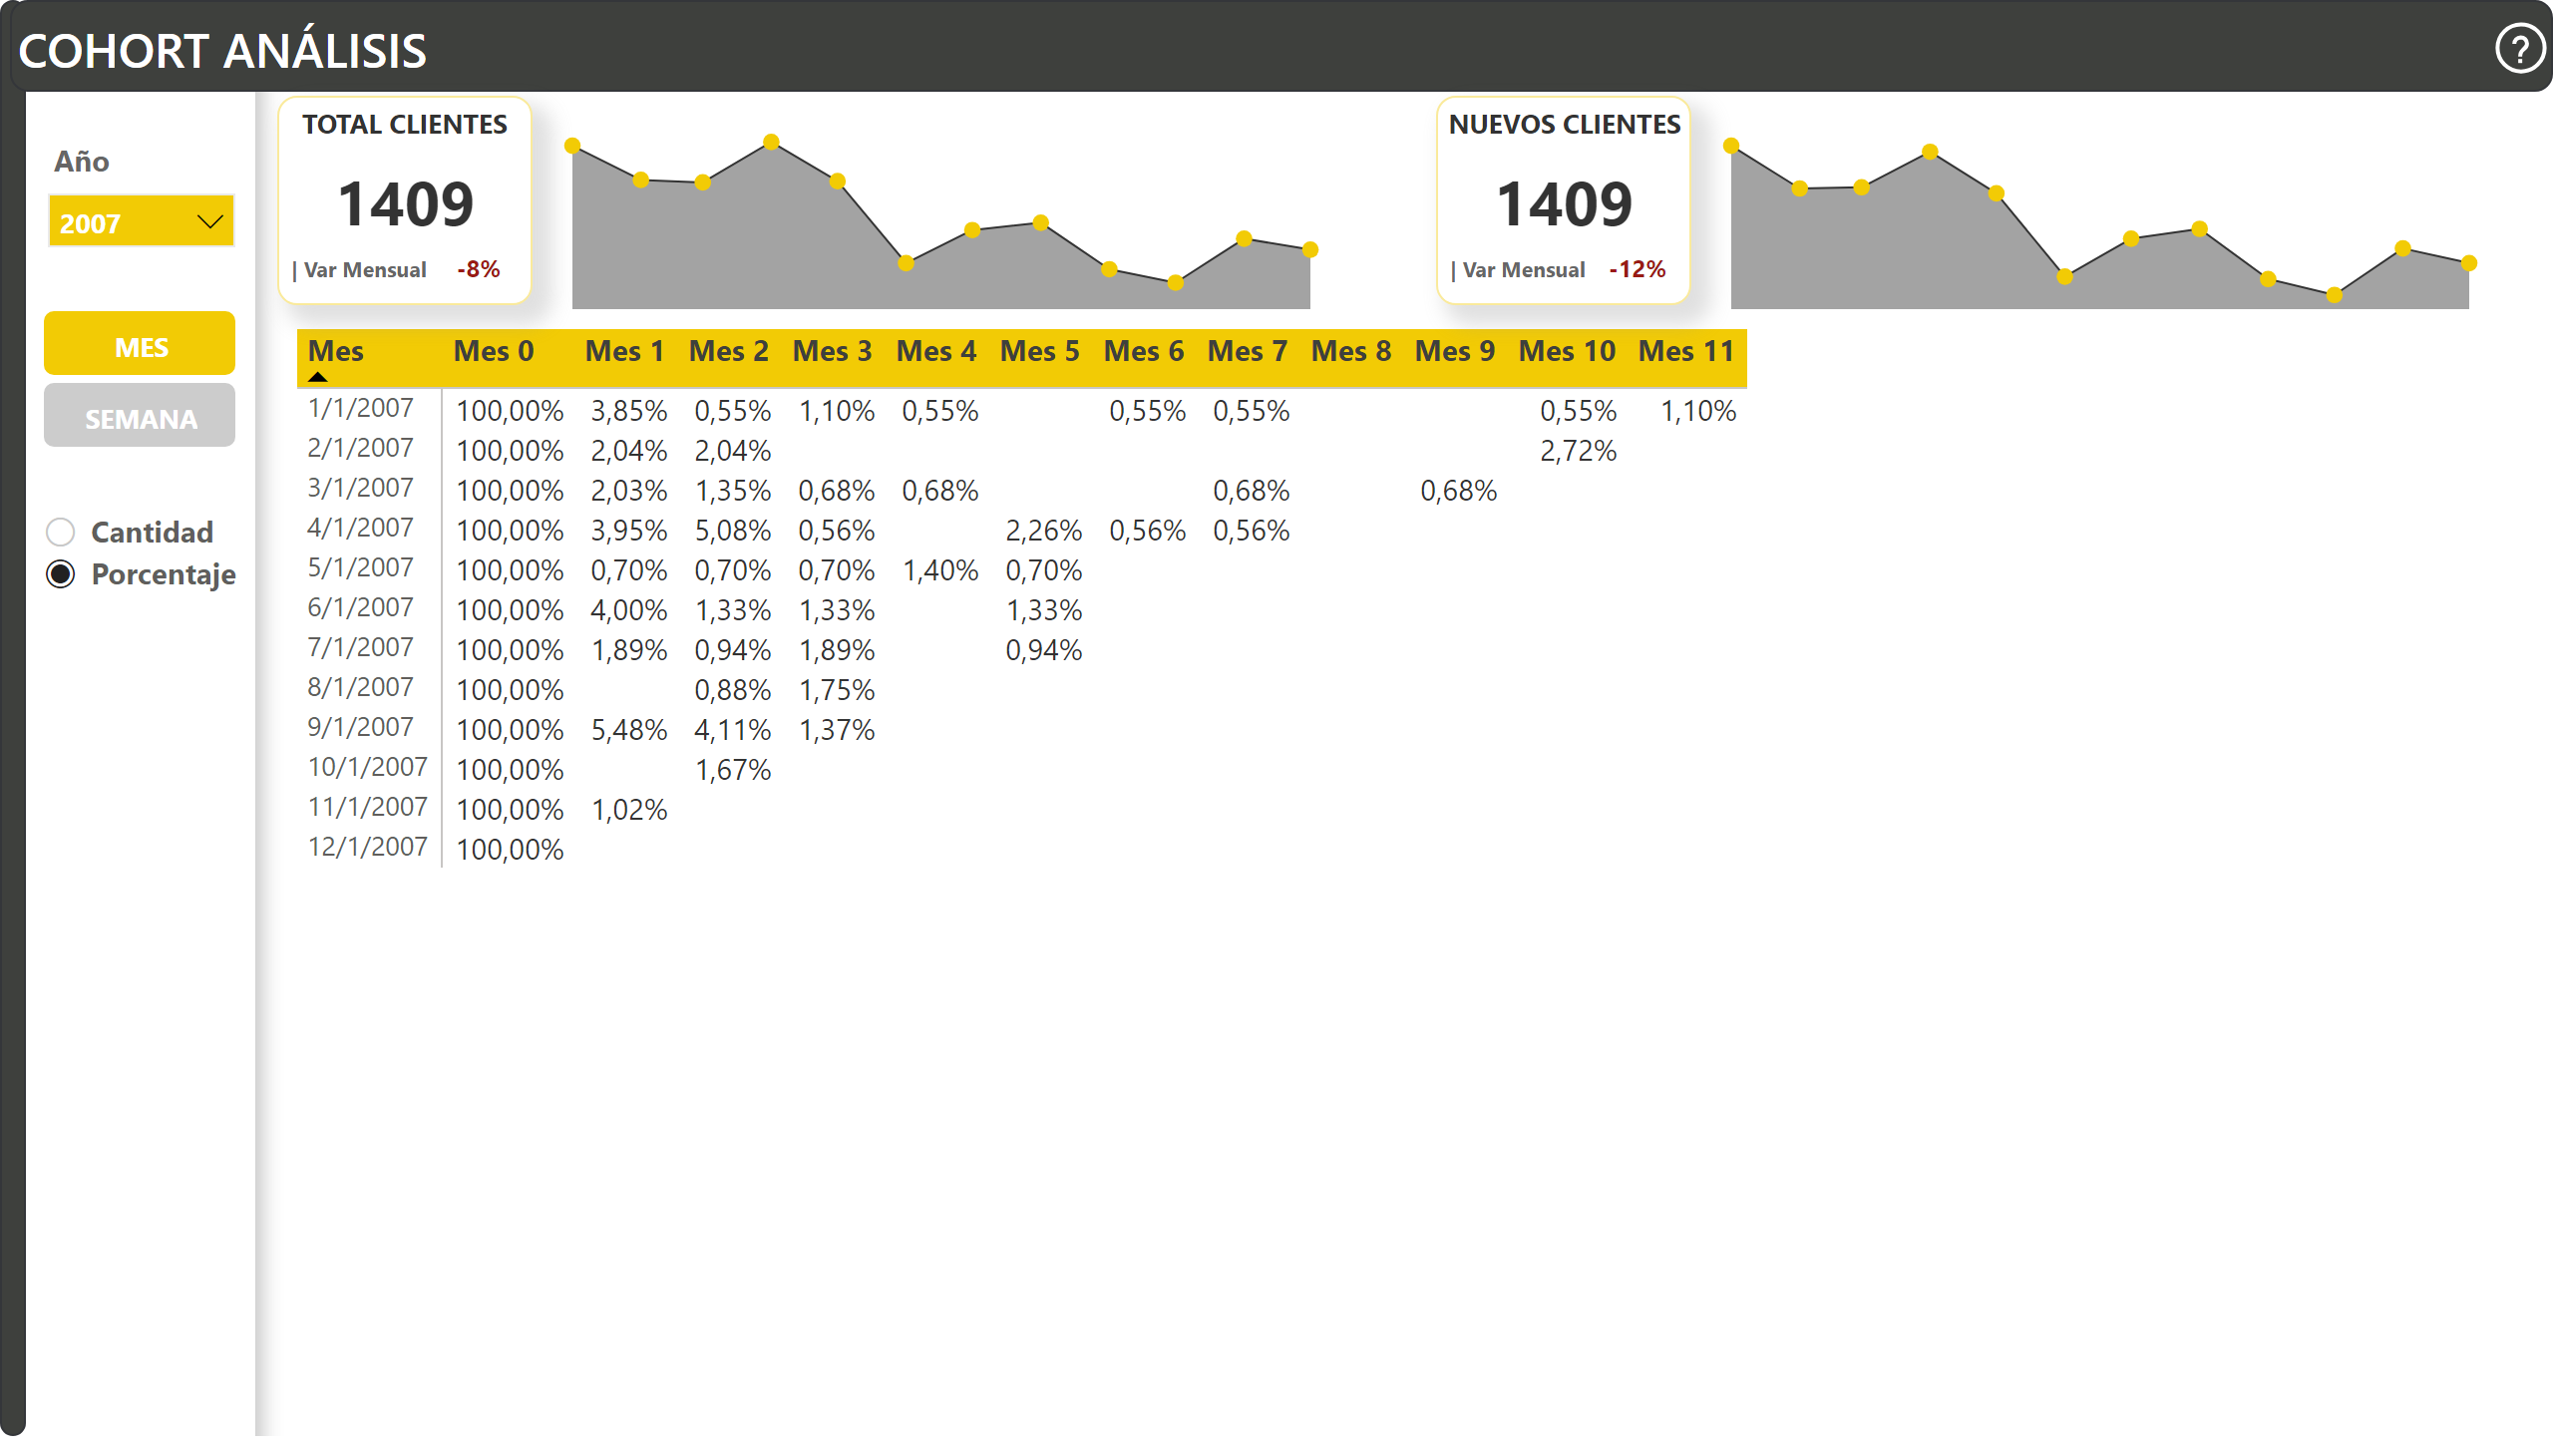 COHORT ANÁLISIS
?
Año
2007
MES
SEMANA
Cantidad
Porcentaje
TOTAL CLIENTES
1409
| Var Mensual -8%
NUEVOS CLIENTES
1409
| Var Mensual -12%
Mes Mes 0 Mes 1 Mes 2 Mes 3 Mes 4 Mes 5 Mes 6 Mes 7 Mes 8 Mes 9 Mes 10 Mes 11
1/1/2007 100,00% 3,85% 0,55% 1,10% 0,55% 0,55% 0,55% 0,55% 1,10%
2/1/2007 100,00% 2,04% 2,04% 2,72%
3/1/2007 100,00% 2,03% 1,35% 0,68% 0,68% 0,68% 0,68%
4/1/2007 100,00% 3,95% 5,08% 0,56% 2,26% 0,56% 0,56%
5/1/2007 100,00% 0,70% 0,70% 0,70% 1,40% 0,70%
6/1/2007 100,00% 4,00% 1,33% 1,33% 1,33%
7/1/2007 100,00% 1,89% 0,94% 1,89% 0,94%
8/1/2007 100,00% 0,88% 1,75%
9/1/2007 100,00% 5,48% 4,11% 1,37%
10/1/2007 100,00% 1,67%
11/1/2007 100,00% 1,02%
12/1/2007 100,00%